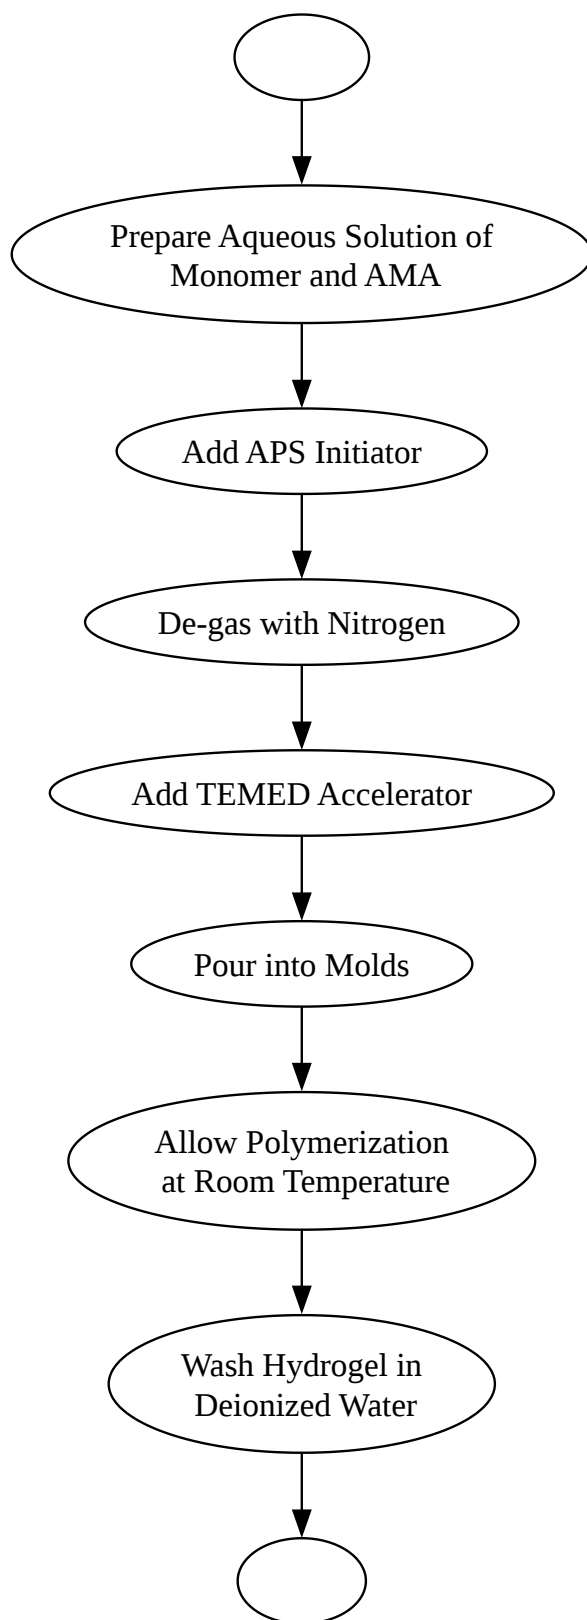 Prepare Aqueous Solution of
Monomer and AMA
Add APS Initiator
De-gas with Nitrogen
Add TEMED Accelerator
Pour into Molds
Allow Polymerization
at Room Temperature
Wash Hydrogel in
Deionized Water